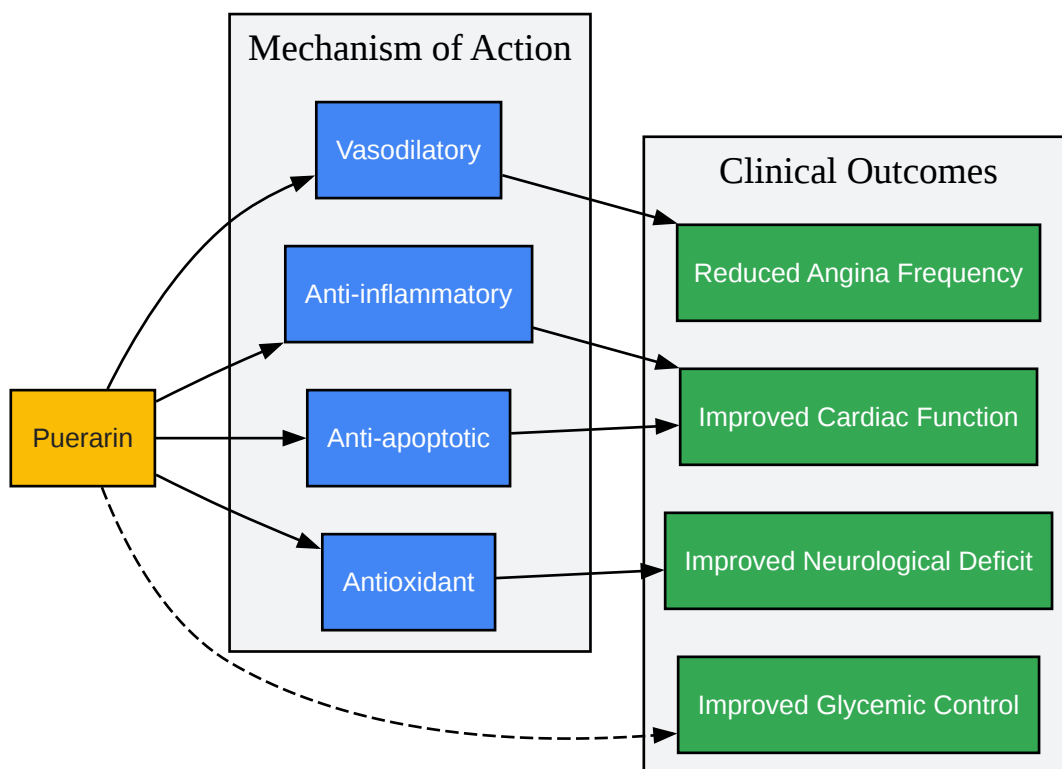 Mechanism of Action
Vasodilatory
Anti-inflammatory
Anti-apoptotic
Antioxidant
Puerarin
Clinical Outcomes
Reduced Angina Frequency
Improved Cardiac Function
Improved Neurological Deficit
Improved Glycemic Control